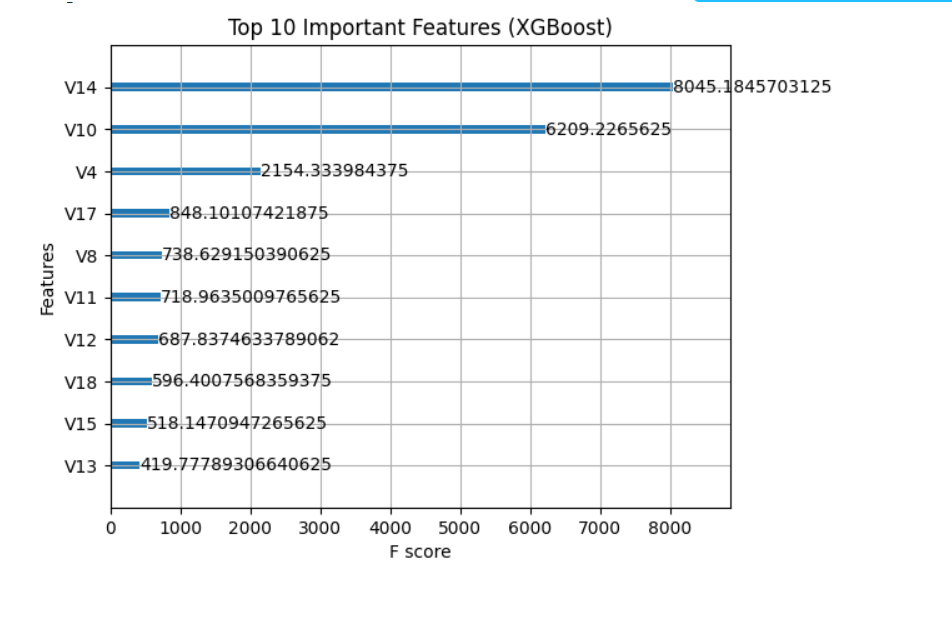 Top 10 Important Features (XGBoost)
V14 8045.1845703125
V10 6209.2265625
V4 2154.333984375
V17 848.10107421875
V8 738.629150390625
V11 718.9635009765625
V12 687.8374633789062
V18 596.4007568359375
V15 518.1470947265625
V13 419.77789306640625
Features
0 1000 2000 3000 4000 5000 6000 7000 8000
F score